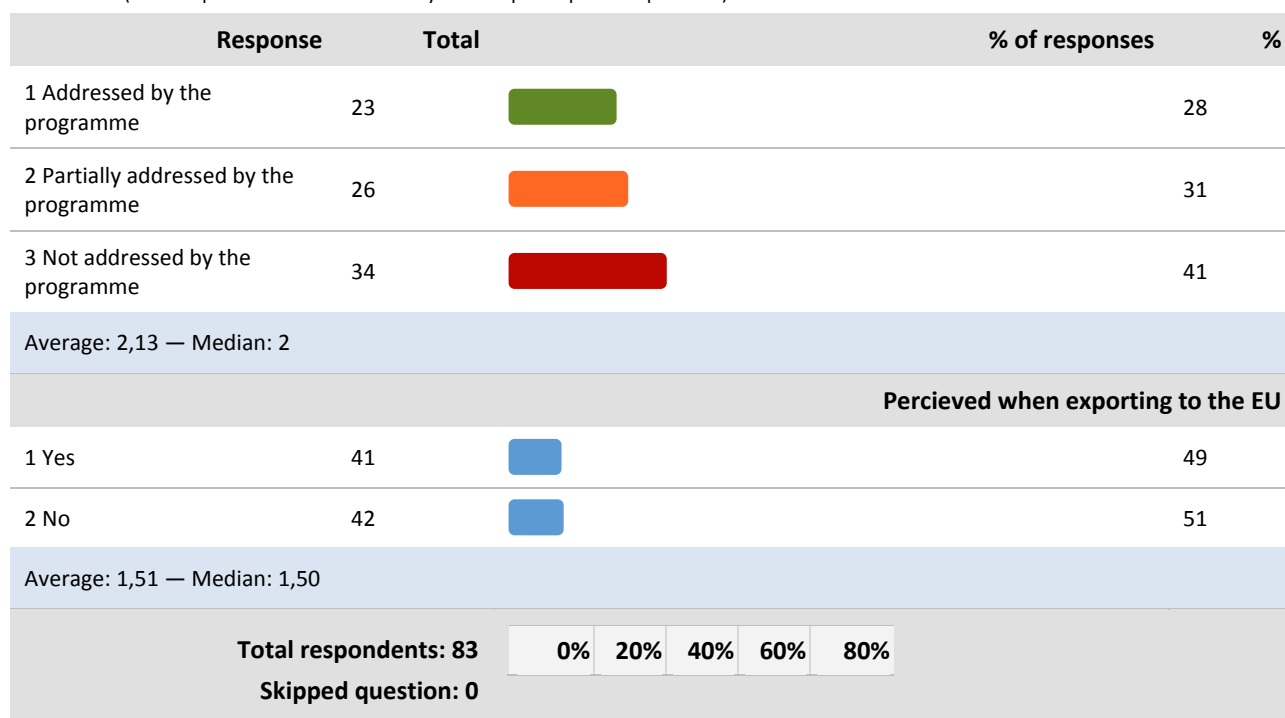 Response Total % of responses %
1 Addressed by the
programme 23 28
2 Partially addressed by the
programme 26 31
3 Not addressed by the
programme 34 41
Average: 2,13 — Median: 2
Percieved when exporting to the EU
1 Yes 41 49
2 No 42 51
Average: 1,51 — Median: 1,50
Total respondents: 83 0% 20% 40% 60% 80%
Skipped question: 0